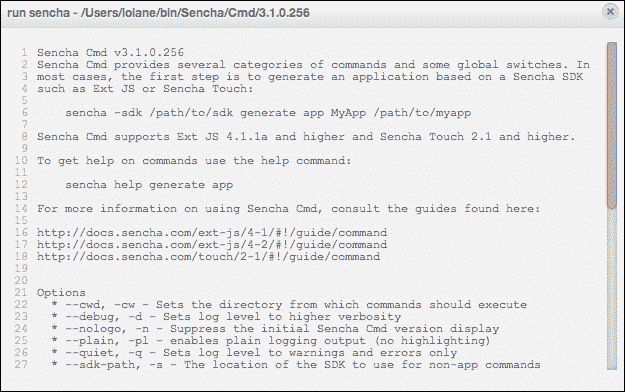 run sencha - /Users/loiane/bin/Sencha/Cmd/3.1.0.256
1 Sencha Cmd v3.1.0.256
2 Sencha Cmd provides several categories of commands and some global switches. In
3 most cases, the first step is to generate an application based on a Sencha SDK
4 such as Ext JS or Sencha Touch:
5
6 sencha -sdk /path/to/sdk generate app MyApp /path/to/myapp
7
8 Sencha Cmd supports Ext JS 4.1.1a and higher and Sencha Touch 2.1 and higher.
9
10 To get help on commands use the help command:
11
12 sencha help generate app
13
14 For more information on using Sencha Cmd, consult the guides found here:
15
16 http://docs.sencha.com/ext-js/4-1/#!/guide/command
17 http://docs.sencha.com/ext-js/4-2/#!/guide/command
18 http://docs.sencha.com/touch/2-1/#!/guide/command
19
20
21 Options
22 * --cwd, -cw - Sets the directory from which commands should execute
23 * --debug, -d - Sets log level to higher verbosity
24 * --nologo, -n - Suppress the initial Sencha Cmd version display
25 * --plain, -pl - enables plain logging output (no highlighting)
26 * --quiet, -q - Sets log level to warnings and errors only
27 * --sdk-path, -s - The location of the SDK to use for non-app commands